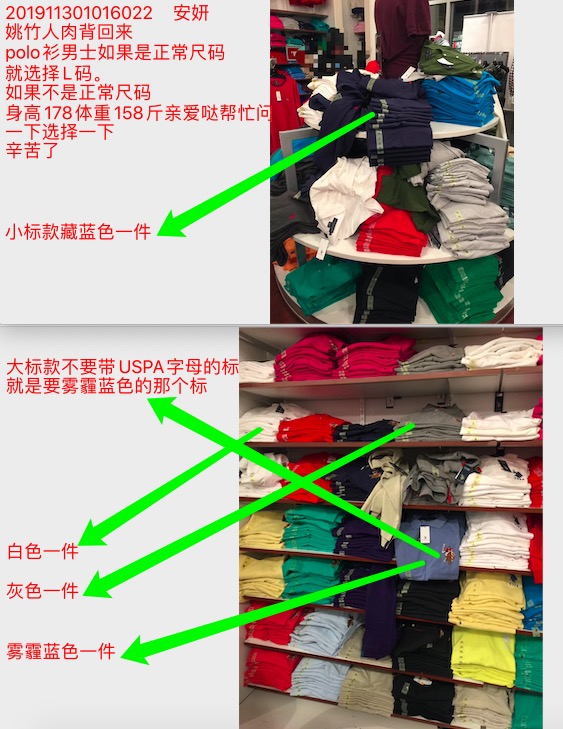 201911301016022 安妍
姚竹人肉背回来
polo衫男士如果是正常尺码
就选择L码。
如果不是正常尺码
身高178体重158斤亲爱哒帮忙问
一下选择一下
辛苦了
小标款藏蓝色一件
大标款不要带USPA字母的标
就是要雾霾蓝色的那个标
白色一件
灰色一件
雾霾蓝色一件